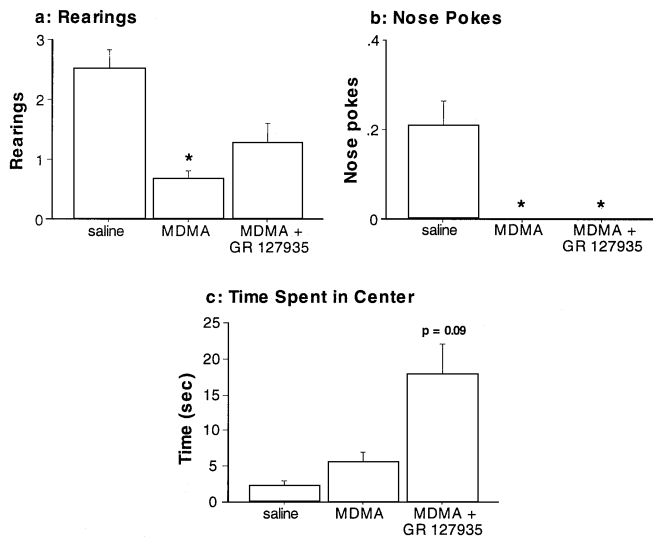 a: Rearings
3
2
1
0
Rearings
*
saline
MDMA
MDMA +
GR 127935
b: Nose Pokes
.4
.2
0
Nose pokes
*
*
saline
MDMA
MDMA +
GR 127935
c: Time Spent in Center
25
20
15
10
5
0
Time (sec)
p = 0.09
saline
MDMA
MDMA +
GR 127935